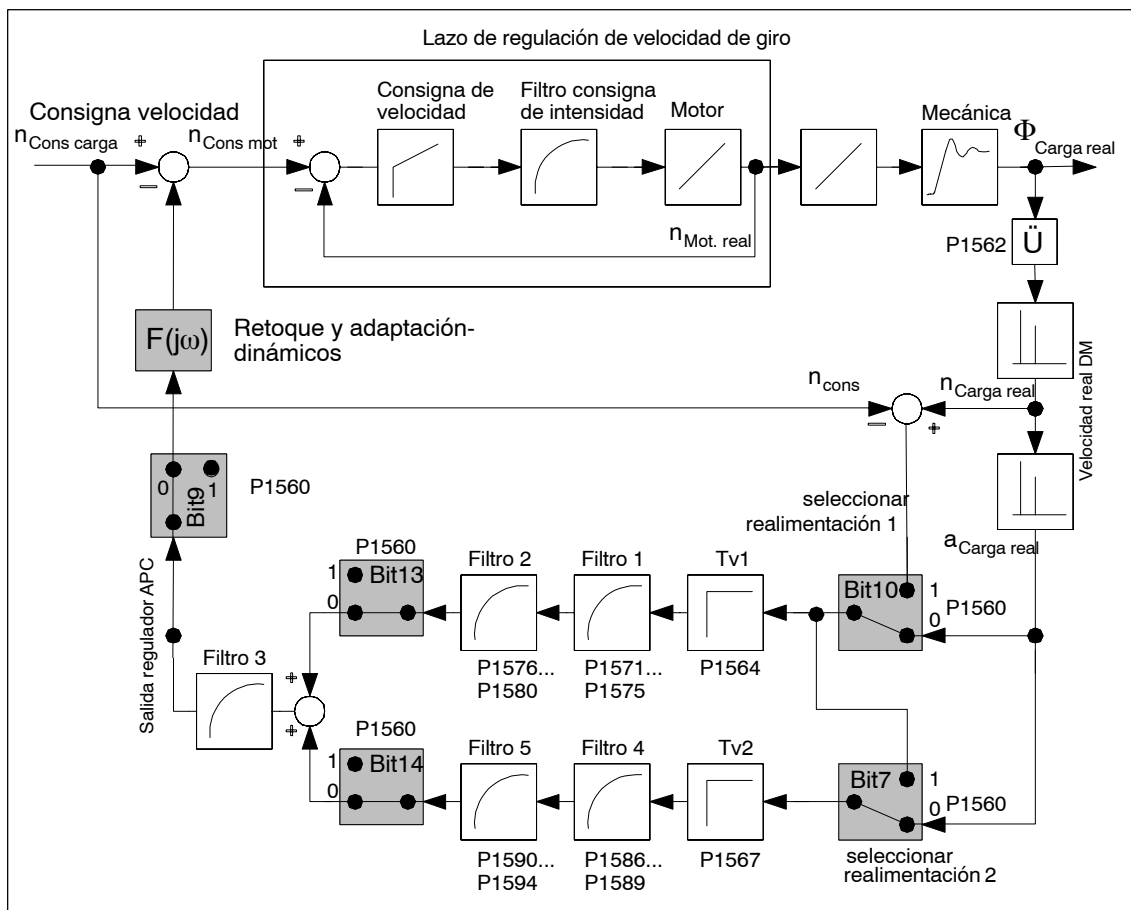 Lazo de regulación de velocidad de giro
Consigna velocidad
n Cons carga
+
−
n Cons mot
+
−
Consigna de
velocidad
Filtro consigna
de intensidad
Motor
Mecánica
Φ Carga real
n Mot. real
P1562
Ü
F(jω)
Retoque y adaptación-
dinámicos
n cons
n Carga real
−
+
Velocidad real DM
0
1
Bit9
P1560
seleccionar
realimentación 1
a Carga real
P1560
1
Bit13
0
Filtro 2
Filtro 1
Tv1
Bit10
1
P1560
0
P1576...
P1580
P1571...
P1575
P1564
Salida regulador APC
Filtro 3
+
+
P1560
1
Bit14
0
Filtro 5
Filtro 4
Tv2
Bit7
1
P1560
0
P1590...
P1594
P1586...
P1589
P1567
seleccionar
realimentación 2